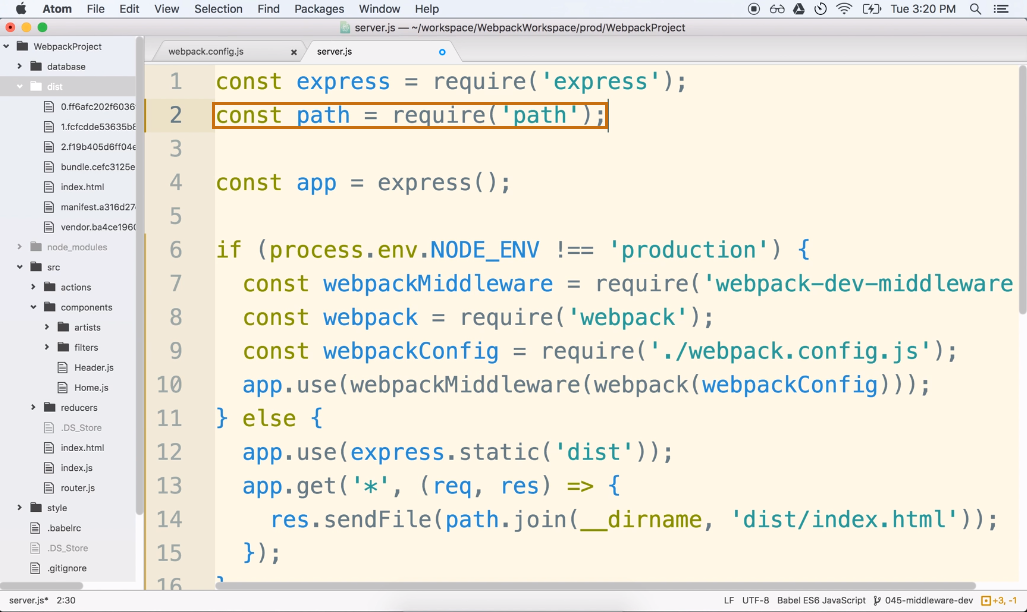 Atom File Edit View Selection Find Packages Window Help Tue 3:20 PM
server.js — ~/workspace/WebpackWorkspace/prod/WebpackProject
WebpackProject
database
dist
0.ff6afc202f6036
1.fcfcdde53635b8
2.f19b405d6ff04e
bundle.cefc3125e
index.html
manifest.a316d27
vendor.ba4ce1960
node_modules
src
actions
components
artists
filters
Header.js
Home.js
reducers
.DS_Store
index.html
index.js
router.js
style
.babelrc
.DS_Store
.gitignore
webpack.config.js × server.js
1 const express = require('express');
2 const path = require('path');
3
4 const app = express();
5
6 if (process.env.NODE_ENV !== 'production') {
7 const webpackMiddleware = require('webpack-dev-middleware
8 const webpack = require('webpack');
9 const webpackConfig = require('./webpack.config.js');
10 app.use(webpackMiddleware(webpack(webpackConfig)));
11 } else {
12 app.use(express.static('dist'));
13 app.get('*', (req, res) => {
14 res.sendFile(path.join(__dirname, 'dist/index.html'));
15 });
16 }
server.js* 2:30 LF UTF-8 Babel ES6 JavaScript 045-middleware-dev +3, -1